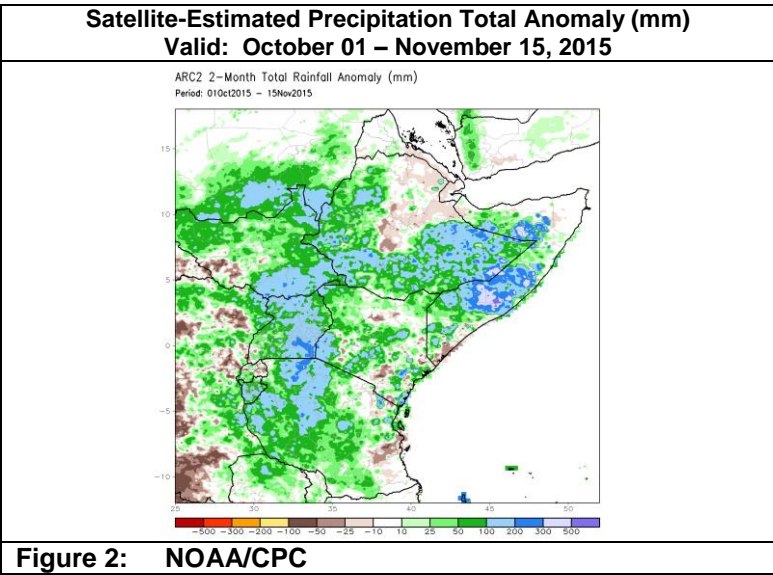 Satellite-Estimated Precipitation Total Anomaly (mm)
Valid: October 01 – November 15, 2015
ARC2 2-Month Total Rainfall Anomaly (mm)
Period: 01Oct2015 - 15Nov2015
15
10
5
0
-5
-10
25 30 35 40 45 50
-500 -300 -200 -100 -50 -25 -10 10 25 50 100 200 300 500
Figure 2: NOAA/CPC